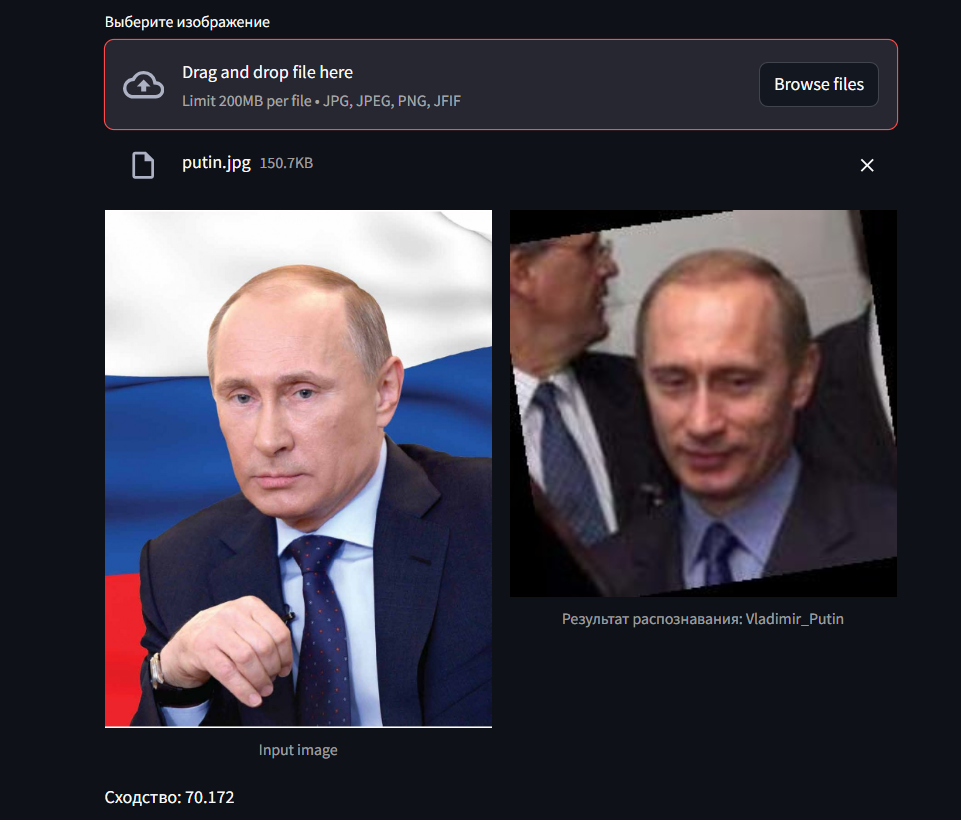 Выберите изображение
Drag and drop file here
Limit 200MB per file • JPG, JPEG, PNG, JFIF
Browse files
putin.jpg 150.7KB
Результат распознавания: Vladimir_Putin
Input image
Сходство: 70.172